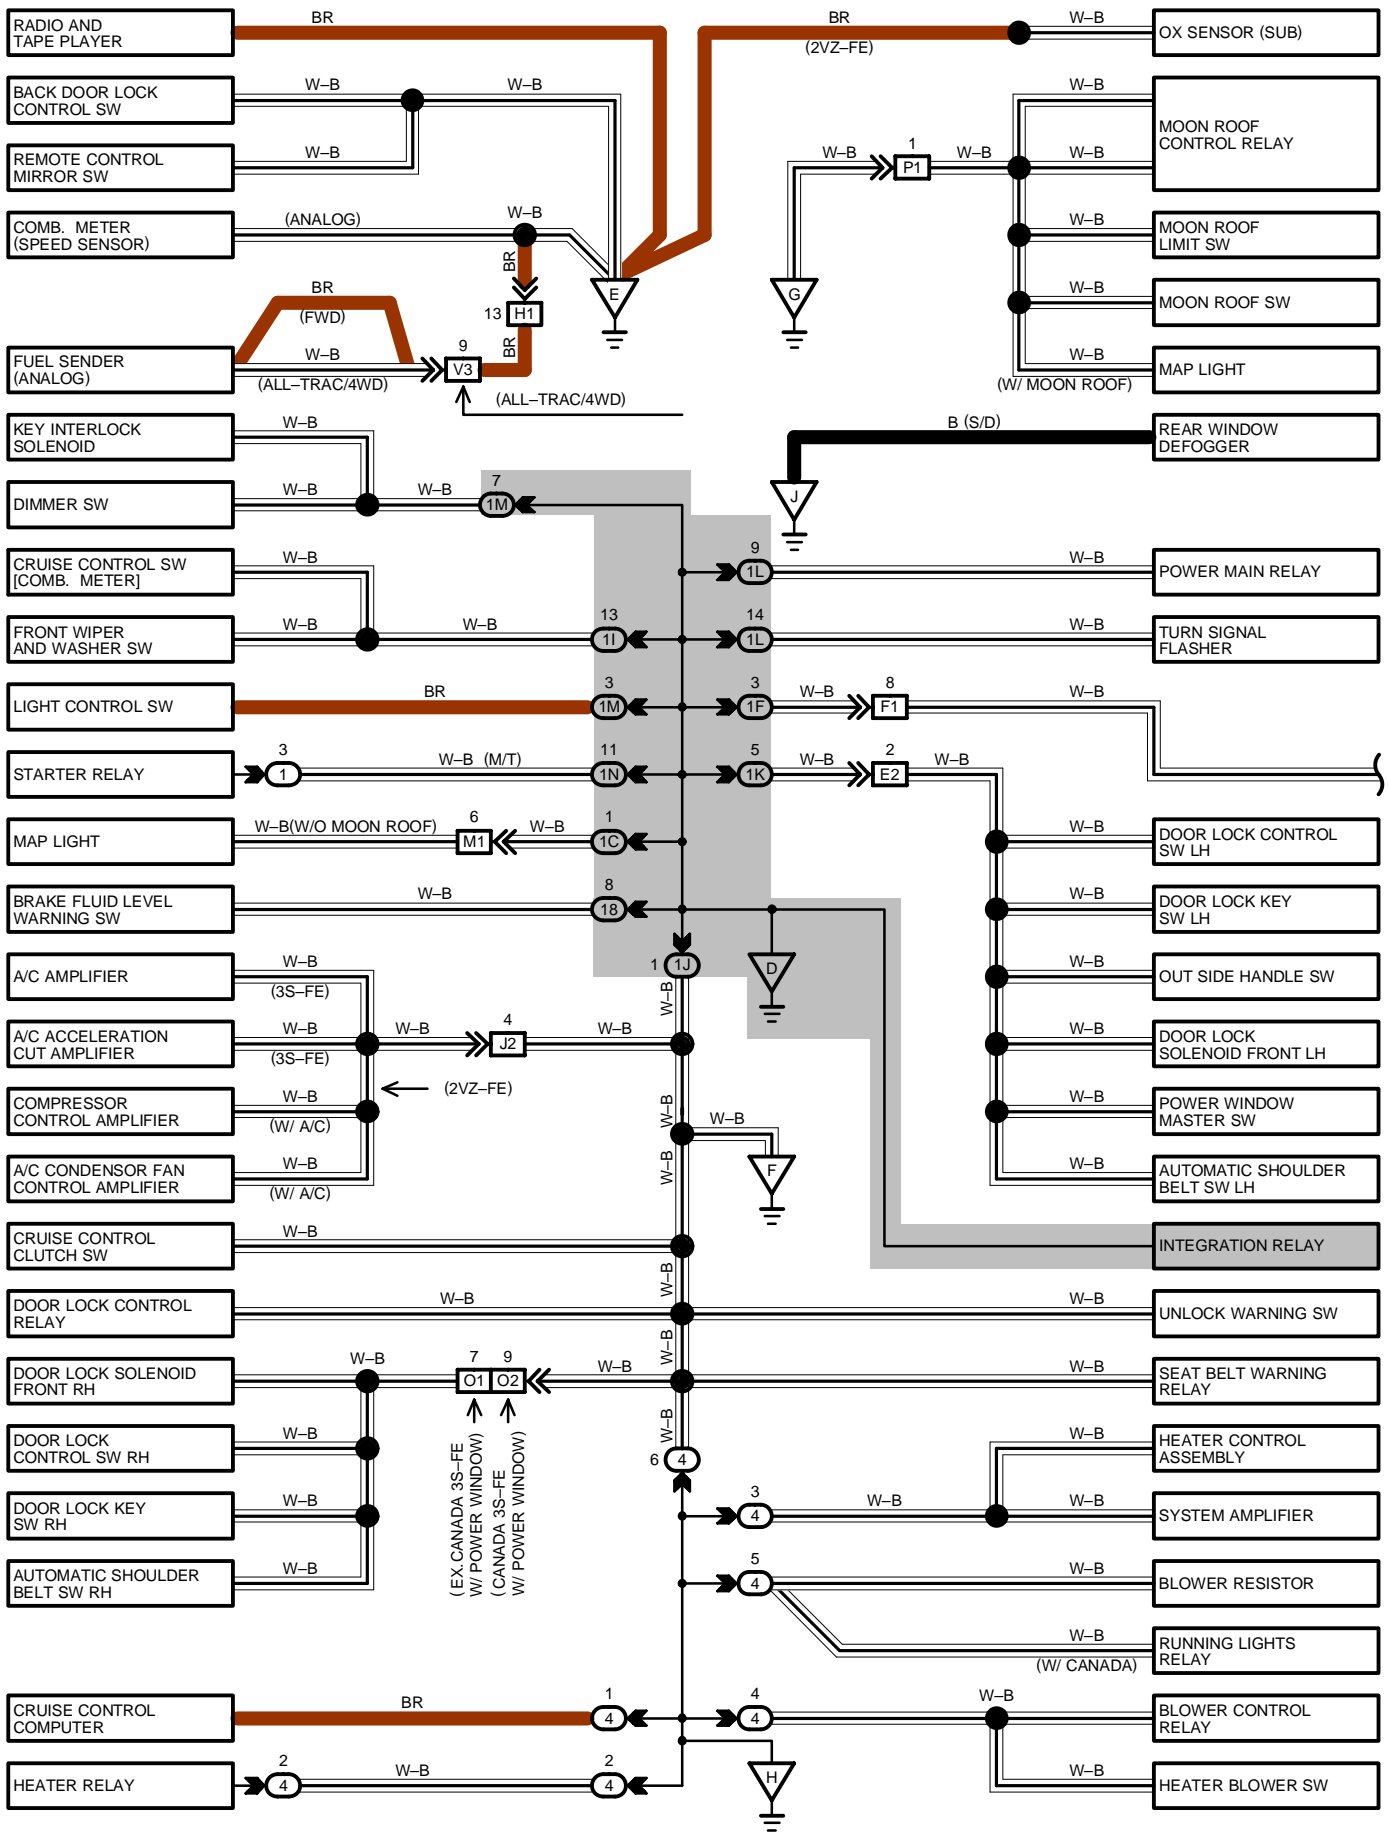 RADIO AND
TAPE PLAYER
BR
BR
(2VZ–FE)
W–B
OX SENSOR (SUB)
BACK DOOR LOCK
CONTROL SW
W–B
W–B
W–B
MOON ROOF
CONTROL RELAY
REMOTE CONTROL
MIRROR SW
W–B
W–B
1
P1
W–B
W–B
COMB. METER
(SPEED SENSOR)
(ANALOG)
W–B
BR
W–B
MOON ROOF
LIMIT SW
13
H1
E
G
W–B
MOON ROOF SW
BR
(FWD)
BR
FUEL SENDER
(ANALOG)
W–B
(ALL–TRAC/4WD)
9
V3
(ALL–TRAC/4WD)
W–B
(W/ MOON ROOF)
MAP LIGHT
KEY INTERLOCK
SOLENOID
W–B
B (S/D)
REAR WINDOW
DEFOGGER
J
DIMMER SW
W–B
W–B
7
1M
CRUISE CONTROL SW
[COMB. METER]
W–B
9
1L
W–B
POWER MAIN RELAY
FRONT WIPER
AND WASHER SW
W–B
W–B
13
1I
14
1L
W–B
TURN SIGNAL
FLASHER
LIGHT CONTROL SW
BR
3
1M
3
1F
W–B
8
F1
W–B
STARTER RELAY
3
1
W–B (M/T)
11
1N
5
1K
W–B
2
E2
W–B
MAP LIGHT
W–B(W/O MOON ROOF)
6
M1
W–B
1
1C
W–B
DOOR LOCK CONTROL
SW LH
BRAKE FLUID LEVEL
WARNING SW
W–B
8
18
W–B
DOOR LOCK KEY
SW LH
A/C AMPLIFIER
W–B
(3S–FE)
1
1J
W–B
D
W–B
OUT SIDE HANDLE SW
A/C ACCELERATION
CUT AMPLIFIER
W–B
(3S–FE)
W–B
4
J2
W–B
W–B
DOOR LOCK
SOLENOID FRONT LH
(2VZ–FE)
COMPRESSOR
CONTROL AMPLIFIER
W–B
(W/ A/C)
W–B
W–B
F
W–B
POWER WINDOW
MASTER SW
A/C CONDENSOR FAN
CONTROL AMPLIFIER
W–B
(W/ A/C)
W–B
W–B
AUTOMATIC SHOULDER
BELT SW LH
CRUISE CONTROL
CLUTCH SW
W–B
W–B
INTEGRATION RELAY
DOOR LOCK CONTROL
RELAY
W–B
W–B
W–B
UNLOCK WARNING SW
DOOR LOCK SOLENOID
FRONT RH
W–B
7
O1
9
O2
W–B
W–B
W–B
SEAT BELT WARNING
RELAY
DOOR LOCK
CONTROL SW RH
W–B
(EX.CANADA 3S–FE
W/ POWER WINDOW)
(CANADA 3S–FE
W/ POWER WINDOW)
6
4
HEATER CONTROL
ASSEMBLY
DOOR LOCK KEY
SW RH
W–B
3
4
W–B
W–B
SYSTEM AMPLIFIER
AUTOMATIC SHOULDER
BELT SW RH
W–B
5
4
W–B
BLOWER RESISTOR
W–B
(W/ CANADA)
RUNNING LIGHTS
RELAY
CRUISE CONTROL
COMPUTER
BR
1
4
4
4
W–B
BLOWER CONTROL
RELAY
HEATER RELAY
2
4
W–B
2
4
H
W–B
HEATER BLOWER SW